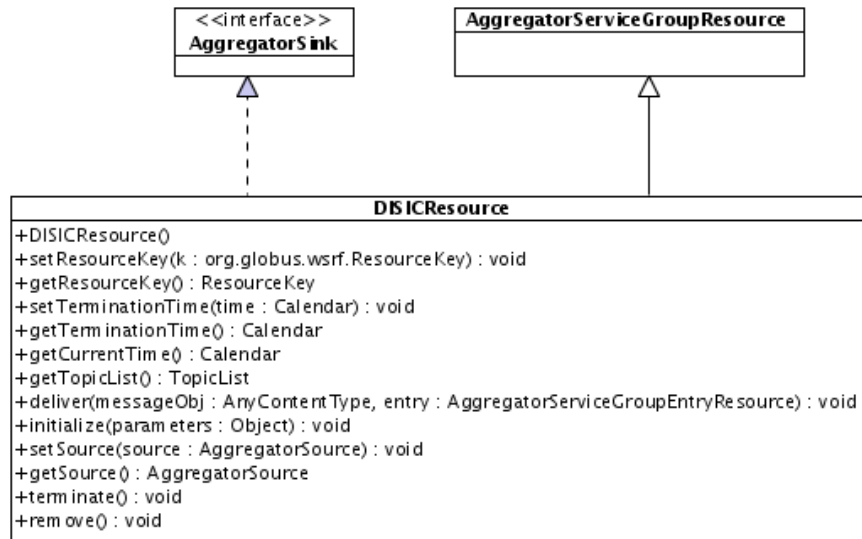 <<interface>>
AggregatorSink
AggregatorServiceGroupResource
DISICResource
+DISICResource()
+setResourceKey(k : org.globus.wsrf.ResourceKey) : void
+getResourceKey() : ResourceKey
+setTerminationTime(time : Calendar) : void
+getTerminationTime() : Calendar
+getCurrentTime() : Calendar
+getTopicList() : TopicList
+deliver(messageObj : AnyContentType, entry : AggregatorServiceGroupEntryResource) : void
+initialize(parameters : Object) : void
+setSource(source : AggregatorSource) : void
+getSource() : AggregatorSource
+terminate() : void
+remove() : void